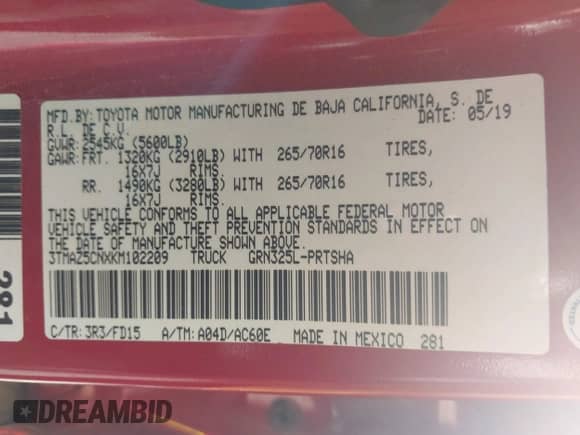 MFD.BY:TOYOTA MOTOR MANUFACTURING DE BAJA CALIFORNIA, S. DE
R.L. DE C.V. DATE: 05/19
GVWR: 2545KG (5600LB)
GAWR:FRT. 1320KG (2910LB) WITH 265/70R16 TIRES,
16X7J RIMS.
RR. 1490KG (3280LB) WITH 265/70R16 TIRES,
16X7J RIMS.
THIS VEHICLE CONFORMS TO ALL APPLICABLE FEDERAL MOTOR
VEHICLE SAFETY AND THEFT PREVENTION STANDARDS IN EFFECT ON
THE DATE OF MANUFACTURE SHOWN ABOVE.
3TMAZ5CNXKM102209 TRUCK GRN325L-PRTSHA
C/TR:3R3/FD15 A/TM:A04D/AC60E MADE IN MEXICO 281
281
DREAMBID